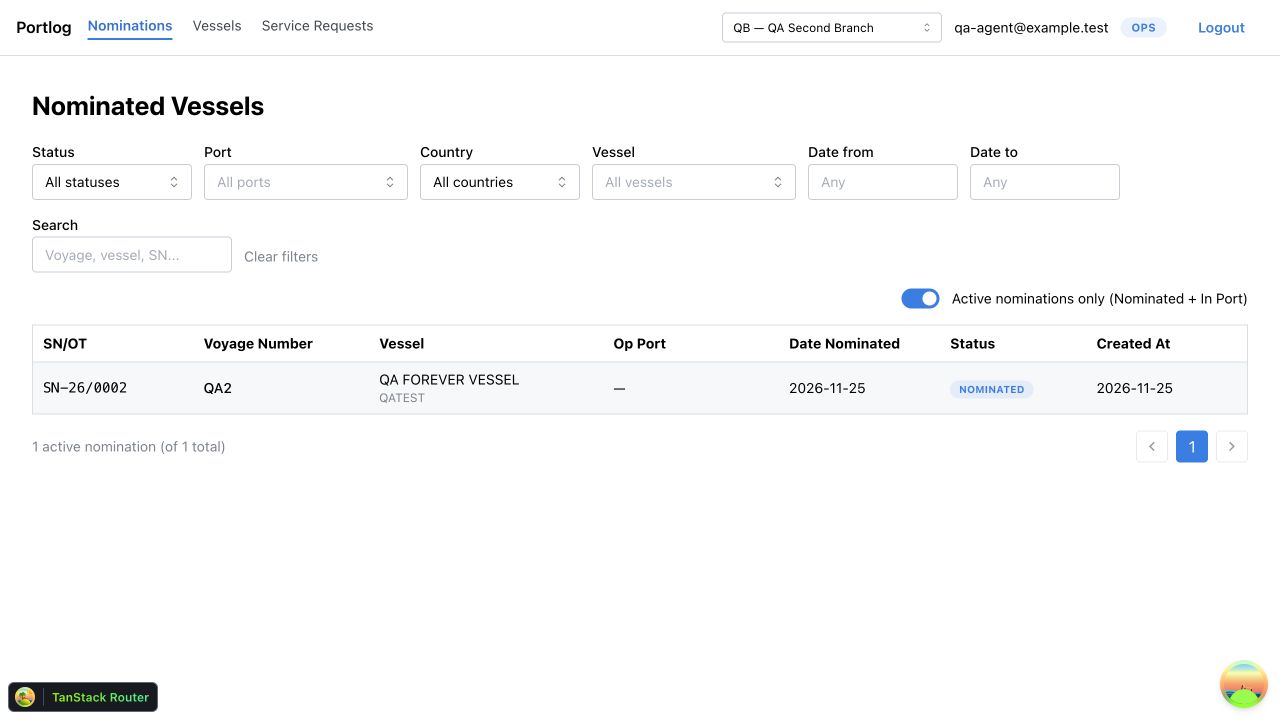 Portlog Nominations Vessels Service Requests QB — QA Second Branch qa-agent@example.test OPS Logout
Nominated Vessels
Status Port Country Vessel Date from Date to
All statuses All ports All countries All vessels Any Any
Search
Voyage, vessel, SN... Clear filters
Active nominations only (Nominated + In Port)
SN/OT Voyage Number Vessel Op Port Date Nominated Status Created At
SN-26/0002 QA2 QA FOREVER VESSEL — 2026-11-25 NOMINATED 2026-11-25
QATEST
1 active nomination (of 1 total) 1
TanStack Router